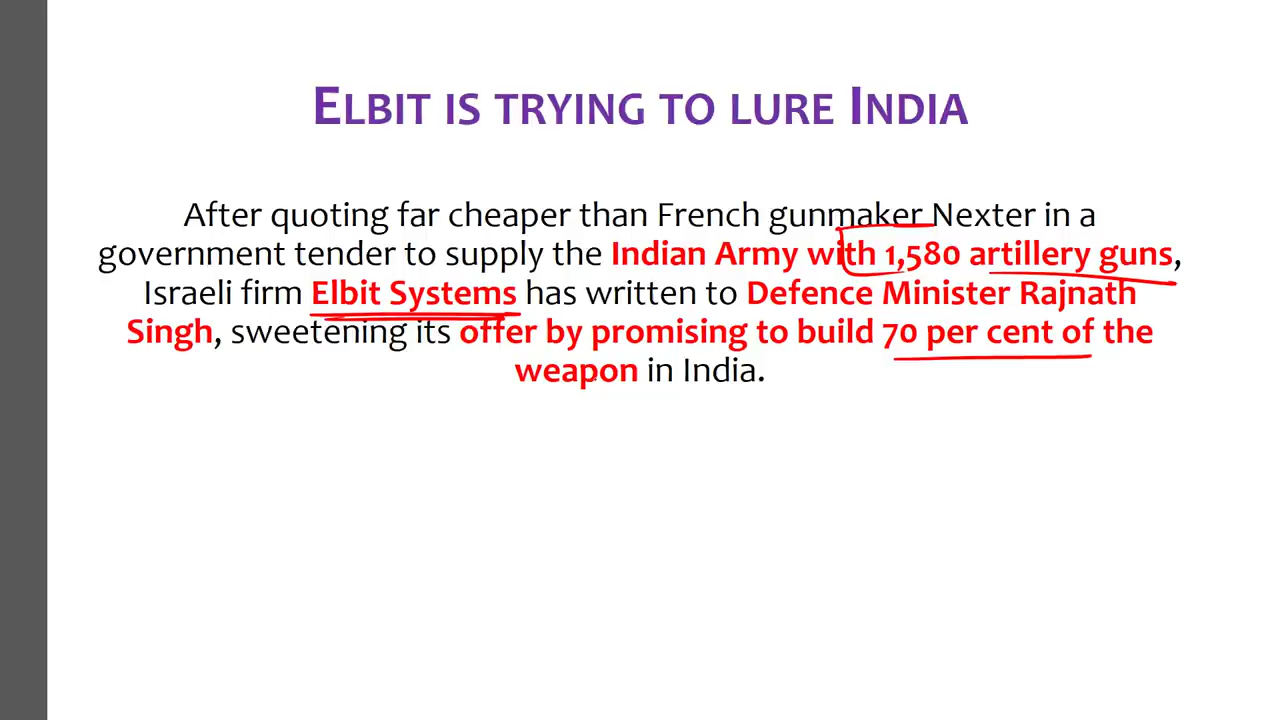 ELBIT IS TRYING TO LURE INDIA
After quoting far cheaper than French gunmaker Nexter in a
government tender to supply the Indian Army with 1,580 artillery guns,
Israeli firm Elbit Systems has written to Defence Minister Rajnath
Singh, sweetening its offer by promising to build 70 per cent of the
weapon in India.